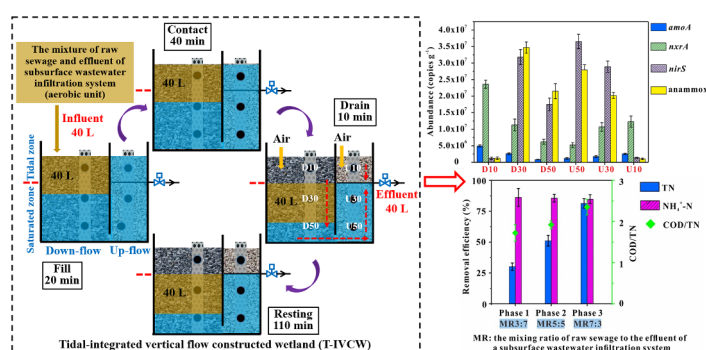 The mixture of raw
sewage and effluent of
subsurface wastewater
infiltration system
(aerobic unit)
Influent
40 L
Tidal zone
Saturated zone
40 L
Down-flow
Up-flow
Fill
20 min
Contact
40 min
40 L
Drain
10 min
Air
Air
40 L
D30
U30
D50
U50
Effluent
40 L
40 L
Resting
110 min
Tidal-integrated vertical flow constructed wetland (T-IVCW)
Abundance (copies g⁻¹)
4.0x10⁷
3.5x10⁷
3.0x10⁷
2.5x10⁷
2.0x10⁷
1.5x10⁷
1.0x10⁷
5.0x10⁶
0.0
D10 D30 D50 U50 U30 U10
amoA
nxrA
nirS
anammox
Removal efficiency (%)
100
75
50
25
0
COD/TN
3
2
1
0
TN
NH₄⁺-N
COD/TN
Phase 1 Phase 2 Phase 3
MR3:7 MR5:5 MR7:3
MR: the mixing ratio of raw sewage to the effluent of
a subsurface wastewater infiltration system